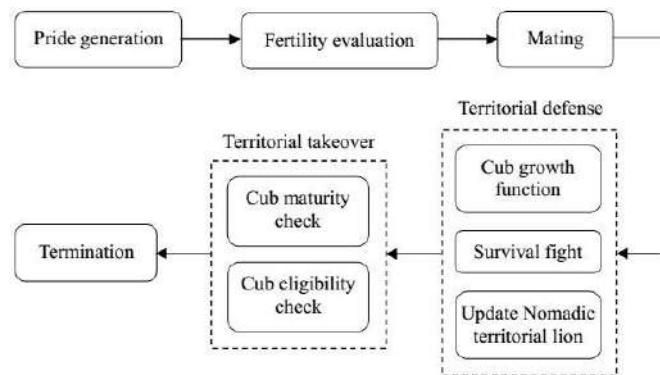 Pride generation
Fertility evaluation
Mating
Territorial defense
Cub growth
function
Survival fight
Update Nomadic
territorial lion
Territorial takeover
Cub maturity
check
Cub eligibility
check
Termination